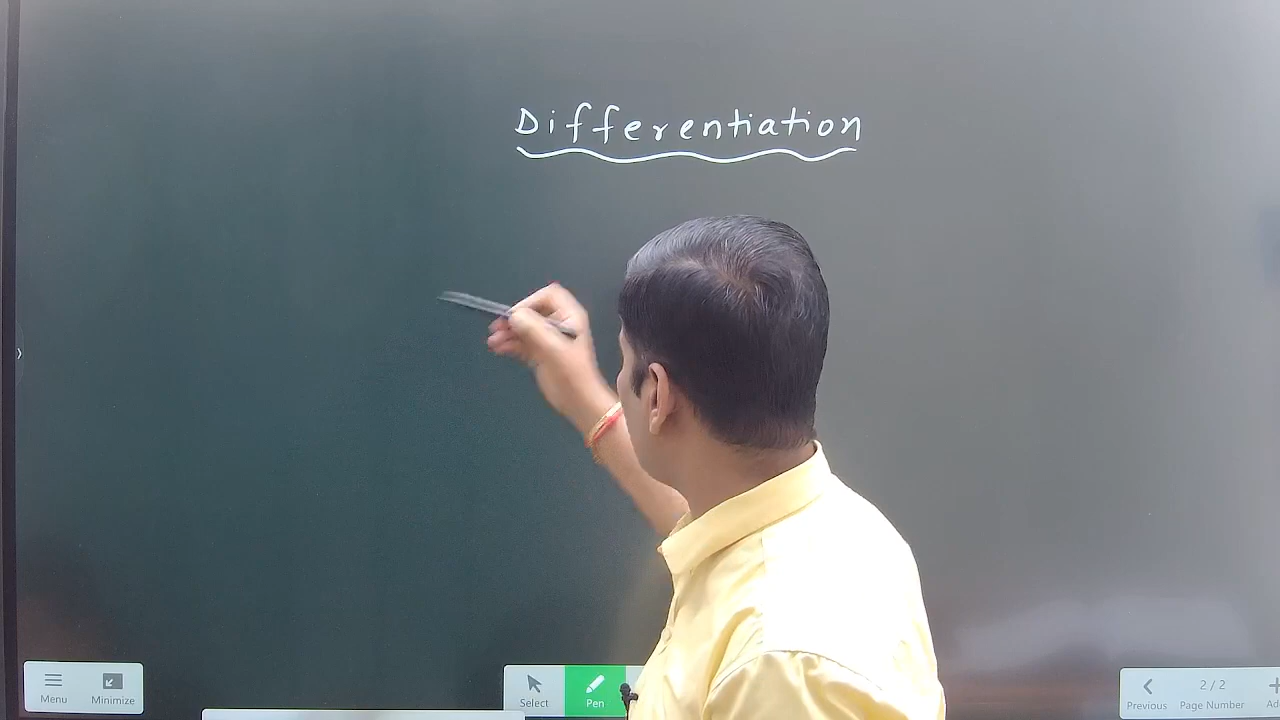 Differentiation
Menu
Minimize
Select
Pen
Previous
2 / 2
Page Number